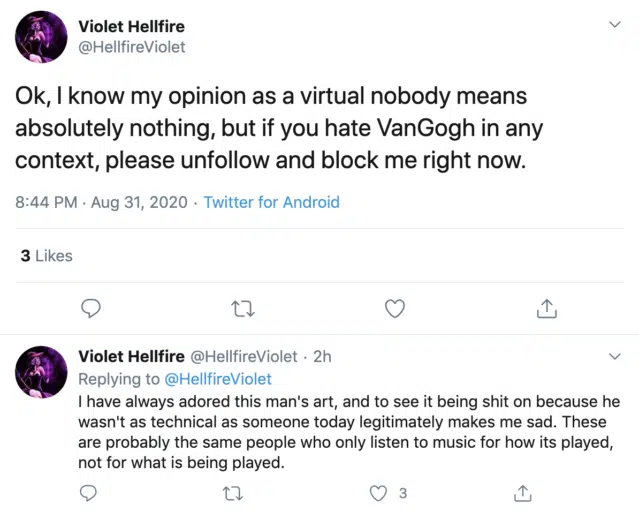 Violet Hellfire
@HellfireViolet
Ok, I know my opinion as a virtual nobody means
absolutely nothing, but if you hate VanGogh in any
context, please unfollow and block me right now.
8:44 PM · Aug 31, 2020 · Twitter for Android
3 Likes
Violet Hellfire @HellfireViolet · 2h
Replying to @HellfireViolet
I have always adored this man's art, and to see it being shit on because he
wasn't as technical as someone today legitimately makes me sad. These
are probably the same people who only listen to music for how its played,
not for what is being played.
3